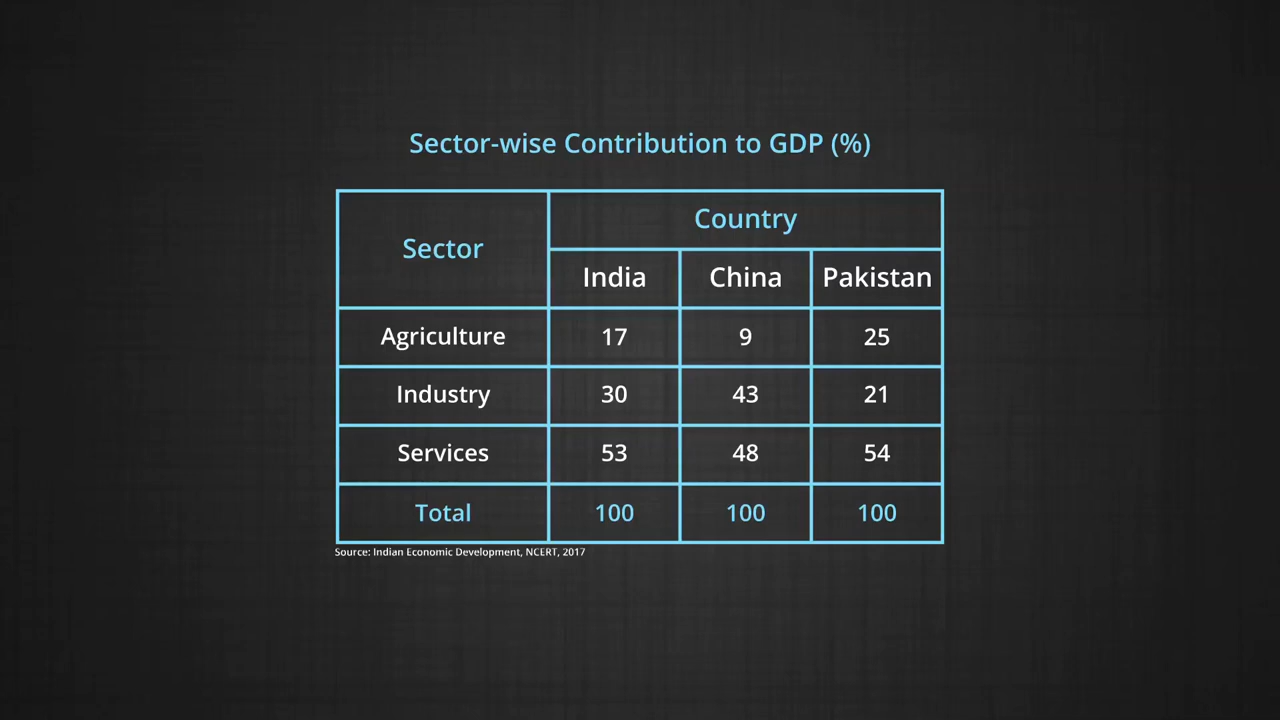 Sector-wise Contribution to GDP (%)
Sector
Country
India China Pakistan
Agriculture 17 9 25
Industry 30 43 21
Services 53 48 54
Total 100 100 100
Source: Indian Economic Development, NCERT, 2017